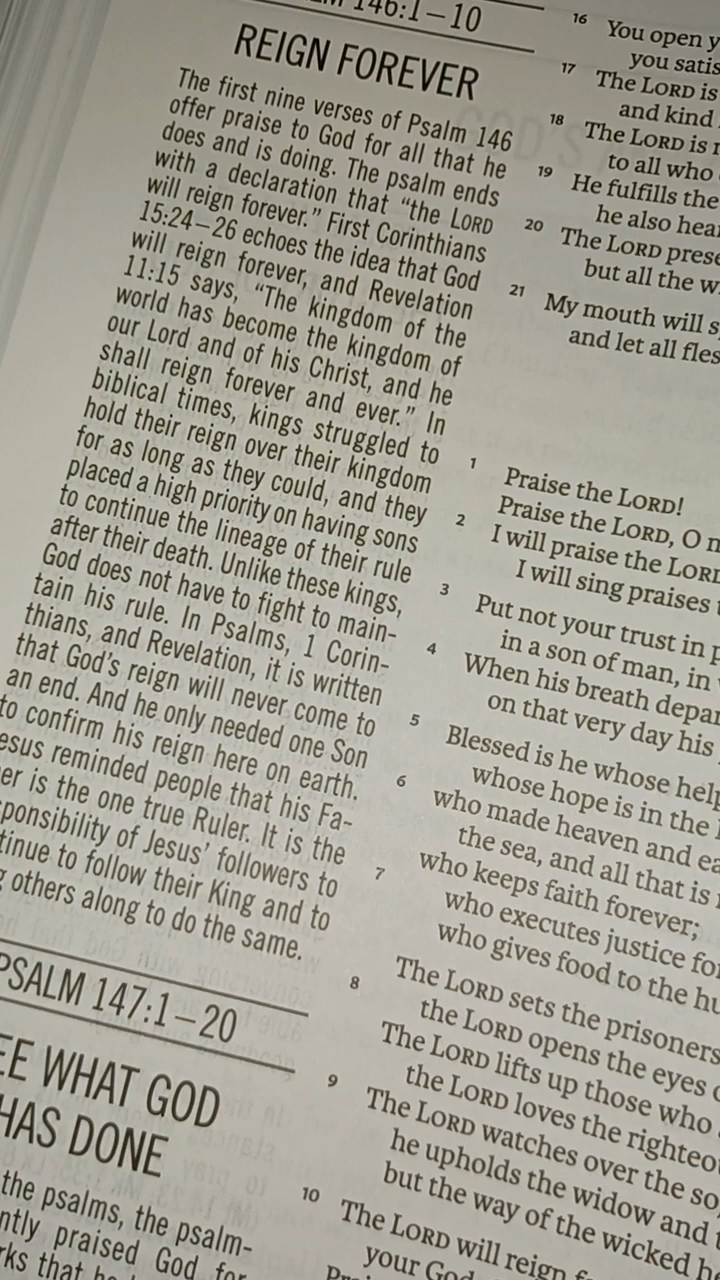 146:1–10
REIGN FOREVER
The first nine verses of Psalm 146
offer praise to God for all that he
does and is doing. The psalm ends
with a declaration that “the LORD
will reign forever.” First Corinthians
15:24–26 echoes the idea that God
will reign forever, and Revelation
11:15 says, “The kingdom of the
world has become the kingdom of
our Lord and of his Christ, and he
shall reign forever and ever.” In
biblical times, kings struggled to
hold their reign over their kingdom
for as long as they could, and they
placed a high priority on having sons
to continue the lineage of their rule
after their death. Unlike these kings,
God does not have to fight to main-
tain his rule. In Psalms, 1 Corin-
thians, and Revelation, it is written
that God’s reign will never come to
an end. And he only needed one Son
to confirm his reign here on earth.
esus reminded people that his Fa-
er is the one true Ruler. It is the
ponsibility of Jesus’ followers to
tinue to follow their King and to
others along to do the same.
PSALM 147:1–20
EE WHAT GOD
HAS DONE
the psalms, the psalm-
ntly praised God for
rks that he
16 You open y
you satis
17 The LORD is
and kind
18 The LORD is
to all who
19 He fulfills the
he also hear
20 The LORD prese
but all the w
21 My mouth will s
and let all fles
1 Praise the LORD!
Praise the LORD, O
2 I will praise the LORD
I will sing praises
3 Put not your trust in p
in a son of man, in
4 When his breath depar
on that very day his
5 Blessed is he whose help
whose hope is in the
6 who made heaven and ea
the sea, and all that is
7 who keeps faith forever;
who executes justice for
who gives food to the hu
8 The LORD sets the prisoners
the LORD opens the eyes
The LORD lifts up those who
the LORD loves the righteou
9 The LORD watches over the so
he upholds the widow and
but the way of the wicked
10 The LORD will reign f
your God